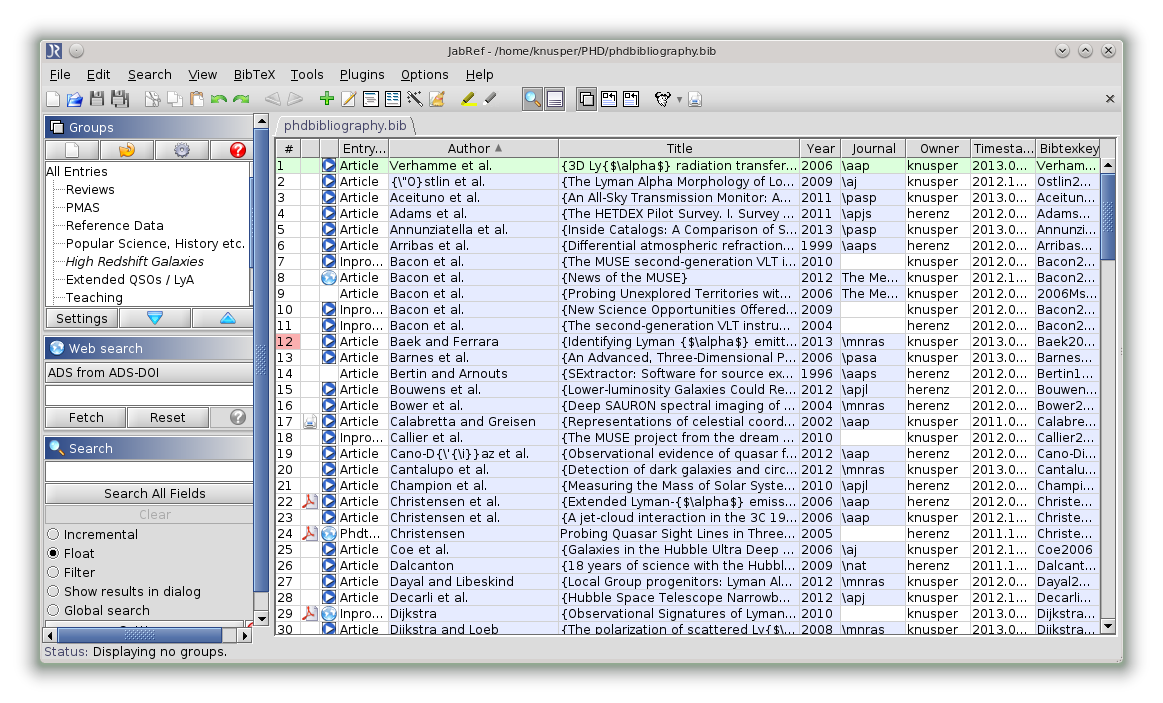 JabRef - /home/knusper/PHD/phdbibliography.bib
File Edit Search View BibTeX Tools Plugins Options Help
Groups
All Entries
Reviews
PMAS
Reference Data
Popular Science, History etc.
High Redshift Galaxies
Extended QSOs / LyA
Teaching
Settings
Web search
ADS from ADS-DOI
Fetch Reset
Search
Search All Fields
Clear
Incremental
Float
Filter
Show results in dialog
Global search
phdbibliography.bib
# Entry... Author Title Year Journal Owner Timesta... Bibtexkey
1 Article Verhamme et al. {3D Ly{$\alpha$} radiation transfer... 2006 \aap knusper 2013.0... Verham...
2 Article {\"O}stlin et al. {The Lyman Alpha Morphology of Lo... 2009 \aj knusper 2012.1... Ostlin2...
3 Article Aceituno et al. {An All-Sky Transmission Monitor: A... 2011 \pasp knusper 2013.0... Aceitun...
4 Article Adams et al. {The HETDEX Pilot Survey. I. Survey ... 2011 \apjs herenz 2012.0... Adams...
5 Article Annunziatella et al. {Inside Catalogs: A Comparison of S... 2013 \pasp knusper 2013.0... Annunzi...
6 Article Arribas et al. {Differential atmospheric refraction... 1999 \aaps herenz 2012.0... Arribas...
7 Inpro... Bacon et al. {The MUSE second-generation VLT i... 2010 knusper 2013.0... Bacon2...
8 Article Bacon et al. {News of the MUSE} 2012 The Me... knusper 2012.1... Bacon2...
9 Article Bacon et al. {Probing Unexplored Territories wit... 2006 The Me... knusper 2012.0... 2006Ms...
10 Inpro... Bacon et al. {New Science Opportunities Offered... 2009 knusper 2012.0... Bacon2...
11 Inpro... Bacon et al. {The second-generation VLT instru... 2004 herenz 2012.0... Bacon2...
12 Article Baek and Ferrara {Identifying Lyman {$\alpha$} emitt... 2013 \mnras knusper 2013.0... Baek20...
13 Article Barnes et al. {An Advanced, Three-Dimensional P... 2006 \pasa knusper 2013.0... Barnes...
14 Article Bertin and Arnouts {SExtractor: Software for source ex... 1996 \aaps herenz 2012.0... Bertin1...
15 Article Bouwens et al. {Lower-luminosity Galaxies Could Re... 2012 \apjl knusper 2012.0... Bouwen...
16 Article Bower et al. {Deep SAURON spectral imaging of ... 2004 \mnras knusper 2012.0... Bower2...
17 Article Calabretta and Greisen {Representations of celestial coord... 2002 \aap herenz 2011.0... Calabre...
18 Inpro... Callier et al. {The MUSE project from the dream ... 2010 knusper 2012.0... Callier2...
19 Article Cano-D{\'{\i}}az et al. {Observational evidence of quasar f... 2012 \aap herenz 2012.0... Cano-Di...
20 Article Cantalupo et al. {Detection of dark galaxies and circ... 2012 \mnras knusper 2013.0... Cantalu...
21 Article Champion et al. {Measuring the Mass of Solar Syste... 2010 \apjl knusper 2012.0... Champi...
22 Article Christensen et al. {Extended Lyman-{$\alpha$} emiss... 2006 \aap herenz 2012.0... Christe...
23 Article Christensen et al. {A jet-cloud interaction in the 3C 19... 2006 \aap knusper 2012.1... Christe...
24 Phdt... Christensen Probing Quasar Sight Lines in Three... 2005 herenz 2011.1... Christe...
25 Article Coe et al. {Galaxies in the Hubble Ultra Deep ... 2006 \aj knusper 2012.1... Coe2006
26 Article Dalcanton {18 years of science with the Hubbl... 2009 \nat herenz 2011.1... Dalcant...
27 Article Dayal and Libeskind {Local Group progenitors: Lyman Al... 2012 \mnras knusper 2012.0... Dayal2...
28 Article Decarli et al. {Hubble Space Telescope Narrowb... 2012 \apj knusper 2012.1... Decarli...
29 Inpro... Dijkstra {Observational Signatures of Lyman... 2010 knusper 2013.0... Dijkstra...
30 Article Dijkstra and Loeb {The polarization of scattered Ly{$\... 2008 \mnras knusper 2013.0... Dijkstra...
Status: Displaying no groups.